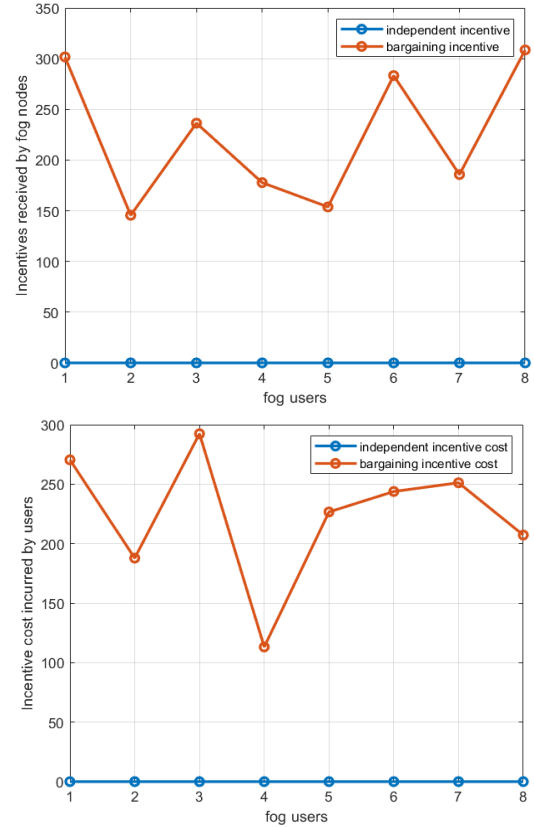 350
300
250
200
150
100
50
0
Incentives received by fog nodes
independent incentive
bargaining incentive
1 2 3 4 5 6 7 8
fog users
300
250
200
150
100
50
0
Incentive cost incurred by users
independent incentive cost
bargaining incentive cost
1 2 3 4 5 6 7 8
fog users